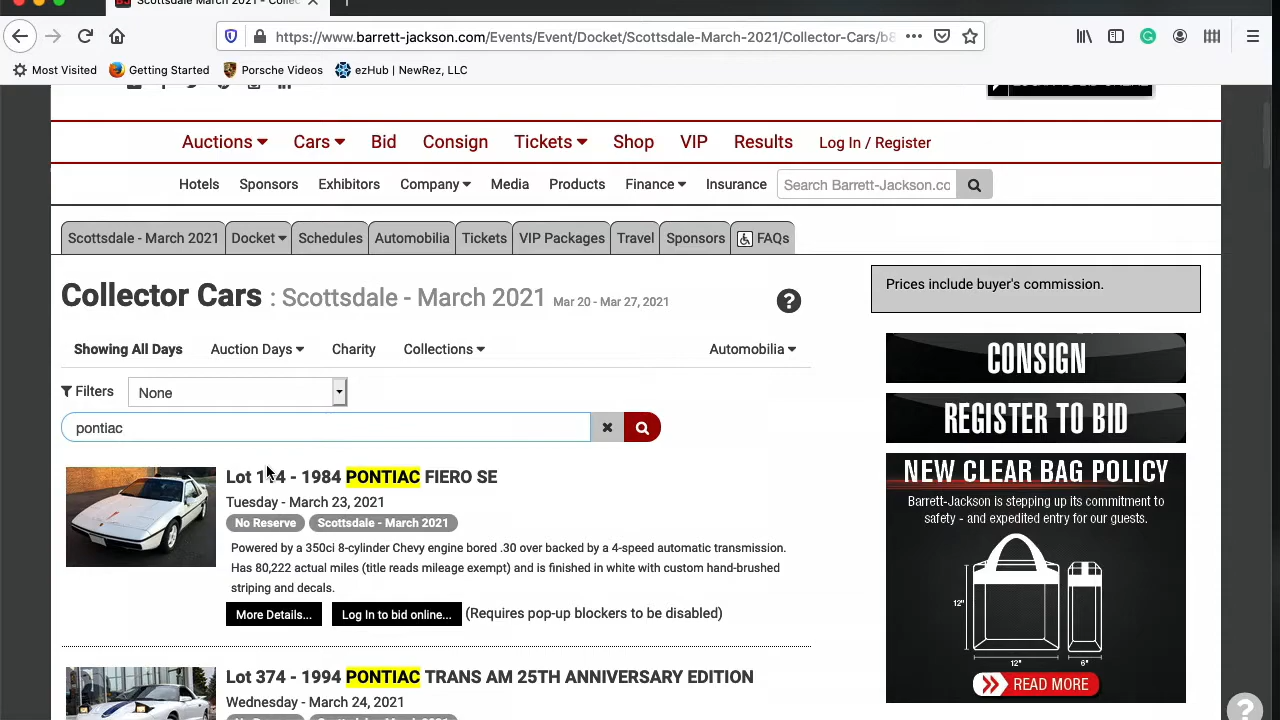 Scottsdale March 2021 - Collec
https://www.barrett-jackson.com/Events/Event/Docket/Scottsdale-March-2021/Collector-Cars/b8
Most Visited Getting Started Porsche Videos ezHub | NewRez, LLC
Auctions Cars Bid Consign Tickets Shop VIP Results Log In / Register
Hotels Sponsors Exhibitors Company Media Products Finance Insurance Search Barrett-Jackson.cc
Scottsdale - March 2021 Docket Schedules Automobilia Tickets VIP Packages Travel Sponsors FAQs
Collector Cars : Scottsdale - March 2021 Mar 20 - Mar 27, 2021 ?
Prices include buyer's commission.
Showing All Days Auction Days Charity Collections Automobilia
CONSIGN
Filters None
REGISTER TO BID
pontiac
NEW CLEAR BAG POLICY
Barrett-Jackson is stepping up its commitment to
safety - and expedited entry for our guests.
12"
12" 6"
READ MORE
Lot - 1984 PONTIAC FIERO SE
Tuesday - March 23, 2021
No Reserve Scottsdale - March 2021
Powered by a 350ci 8-cylinder Chevy engine bored .30 over backed by a 4-speed automatic transmission.
Has 80,222 actual miles (title reads mileage exempt) and is finished in white with custom hand-brushed
striping and decals.
More Details... Log In to bid online... (Requires pop-up blockers to be disabled)
Lot 374 - 1994 PONTIAC TRANS AM 25TH ANNIVERSARY EDITION
Wednesday - March 24, 2021
?